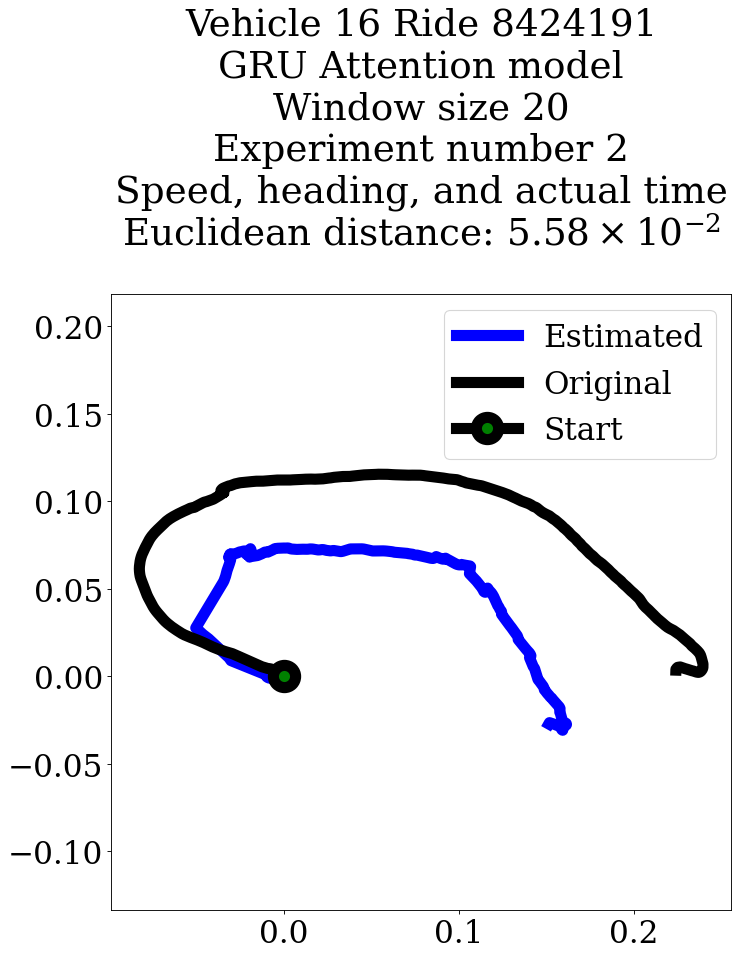 Vehicle 16 Ride 8424191
GRU Attention model
Window size 20
Experiment number 2
Speed, heading, and actual time
Euclidean distance: 5.58 × 10⁻²
Estimated
Original
Start
0.20
0.15
0.10
0.05
0.00
−0.05
−0.10
0.0 0.1 0.2